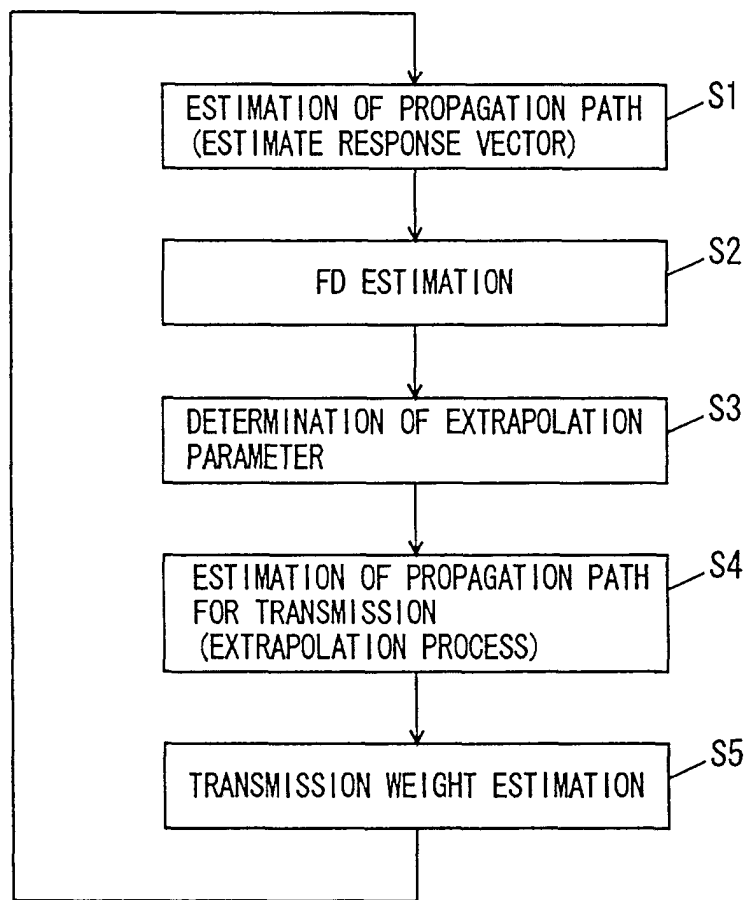 ESTIMATION OF PROPAGATION PATH
(ESTIMATE RESPONSE VECTOR)
S1
FD ESTIMATION
S2
DETERMINATION OF EXTRAPOLATION
PARAMETER
S3
ESTIMATION OF PROPAGATION PATH
FOR TRANSMISSION
(EXTRAPOLATION PROCESS)
S4
TRANSMISSION WEIGHT ESTIMATION
S5